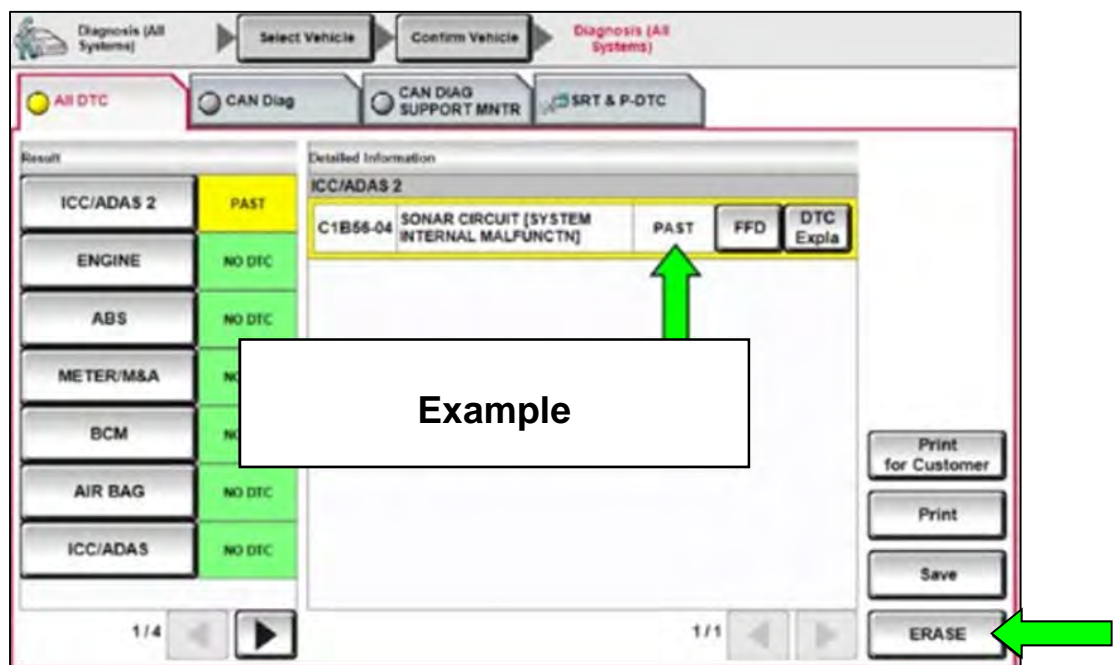 Diagnosis (All
Systems)
Select Vehicle
Confirm Vehicle
Diagnosis (All
Systems)
All DTC
CAN Diag
CAN DIAG
SUPPORT MNTR
SRT & P-DTC
Result
Detailed Information
ICC/ADAS 2
PAST
ICC/ADAS 2
C1B56-04
SONAR CIRCUIT [SYSTEM
INTERNAL MALFUNCTN]
PAST
FFD
DTC
Expla
ENGINE
NO DTC
ABS
NO DTC
METER/M&A
Example
BCM
AIR BAG
NO DTC
ICC/ADAS
NO DTC
Print
for Customer
Print
Save
1/4
1/1
ERASE